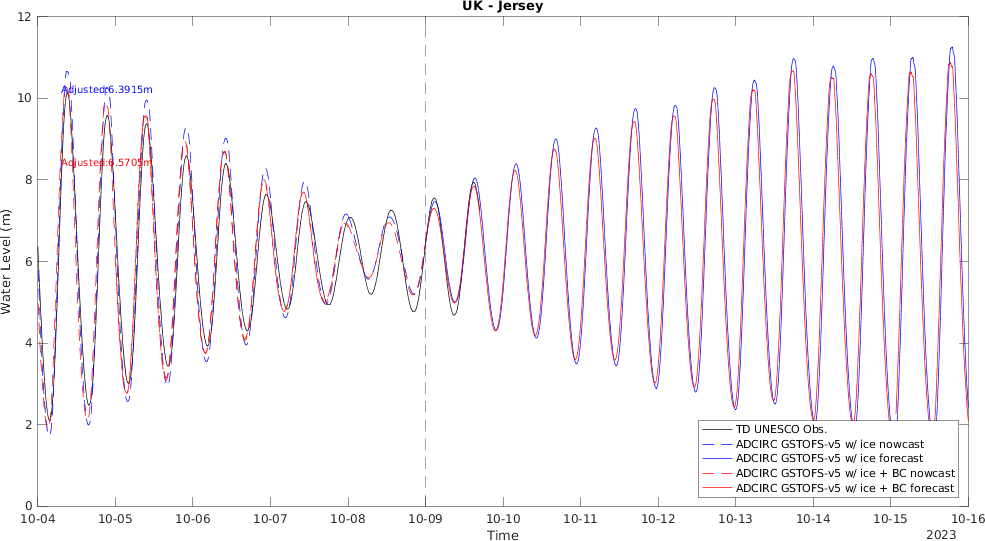 UK - Jersey
12
10
8
6
4
2
0
Water Level (m)
Adjusted:6.3915m
Adjusted:6.5705m
TD UNESCO Obs.
ADCIRC GSTOFS-v5 w/ ice nowcast
ADCIRC GSTOFS-v5 w/ ice forecast
ADCIRC GSTOFS-v5 w/ ice + BC nowcast
ADCIRC GSTOFS-v5 w/ ice + BC forecast
10-04 10-05 10-06 10-07 10-08 10-09 10-10 10-11 10-12 10-13 10-14 10-15 10-16
Time
2023